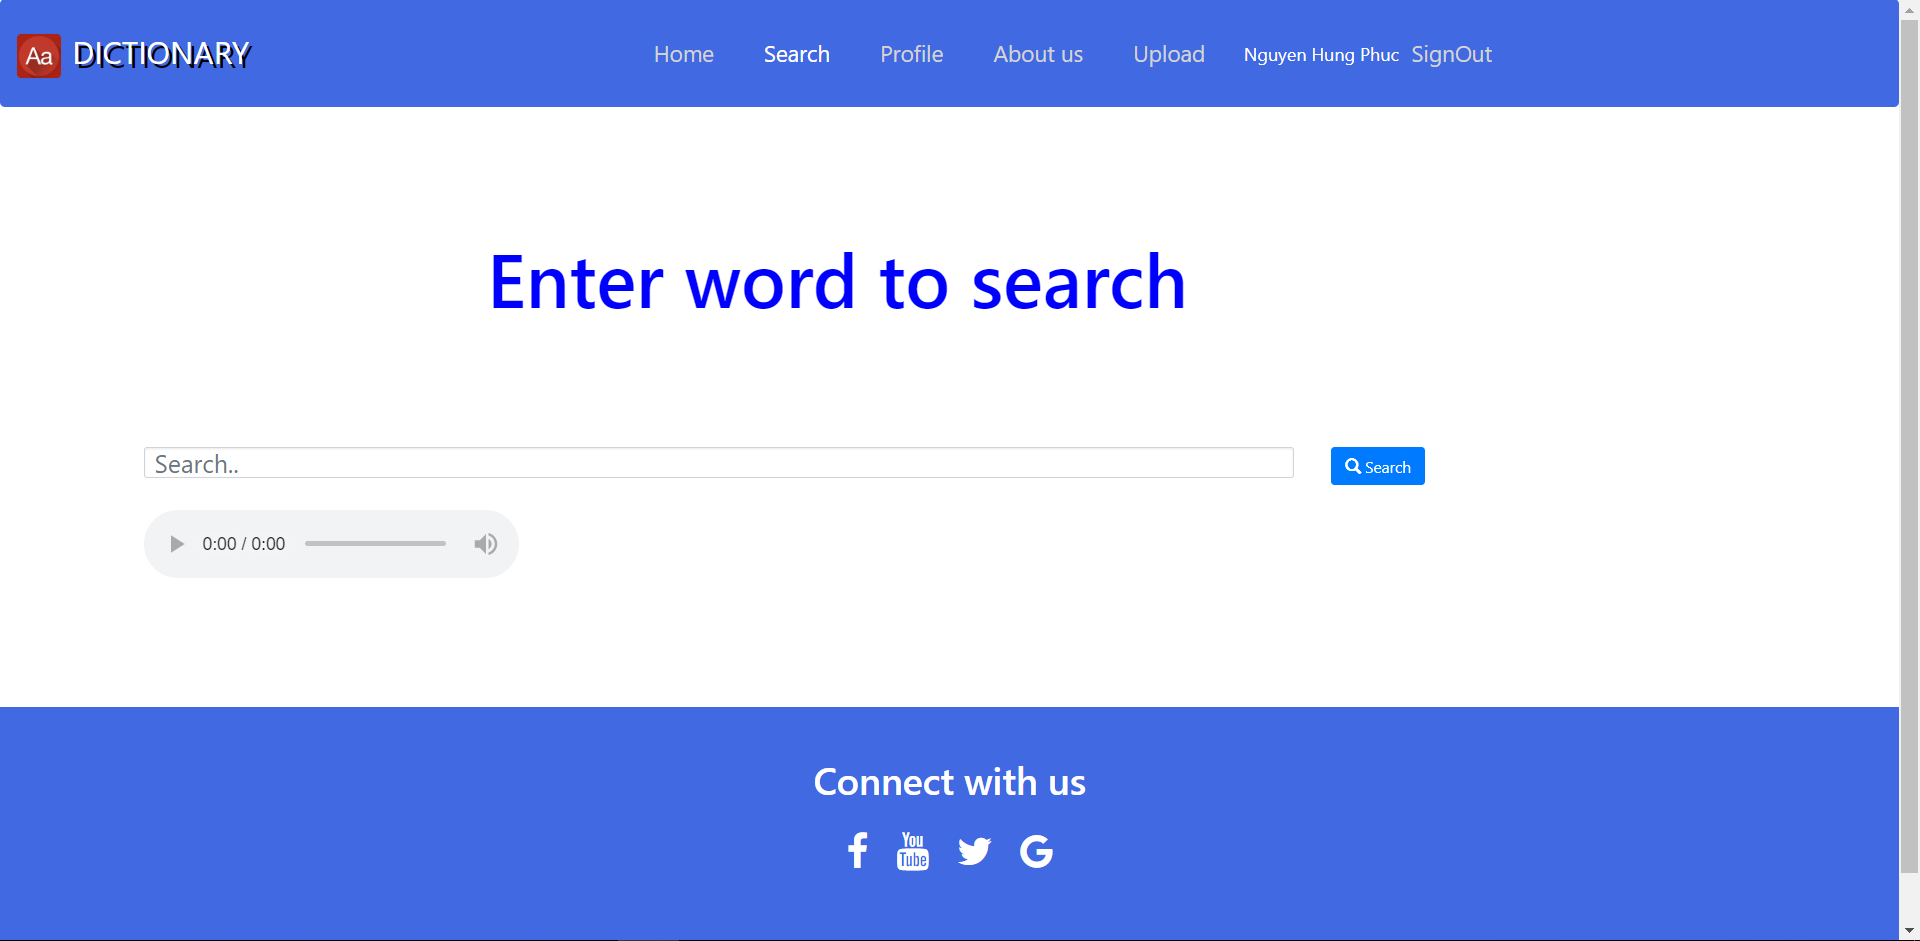 Aa DICTIONARY Home Search Profile About us Upload Nguyen Hung Phuc SignOut
Enter word to search
Search.. Search
0:00 / 0:00
Connect with us
You
Tube